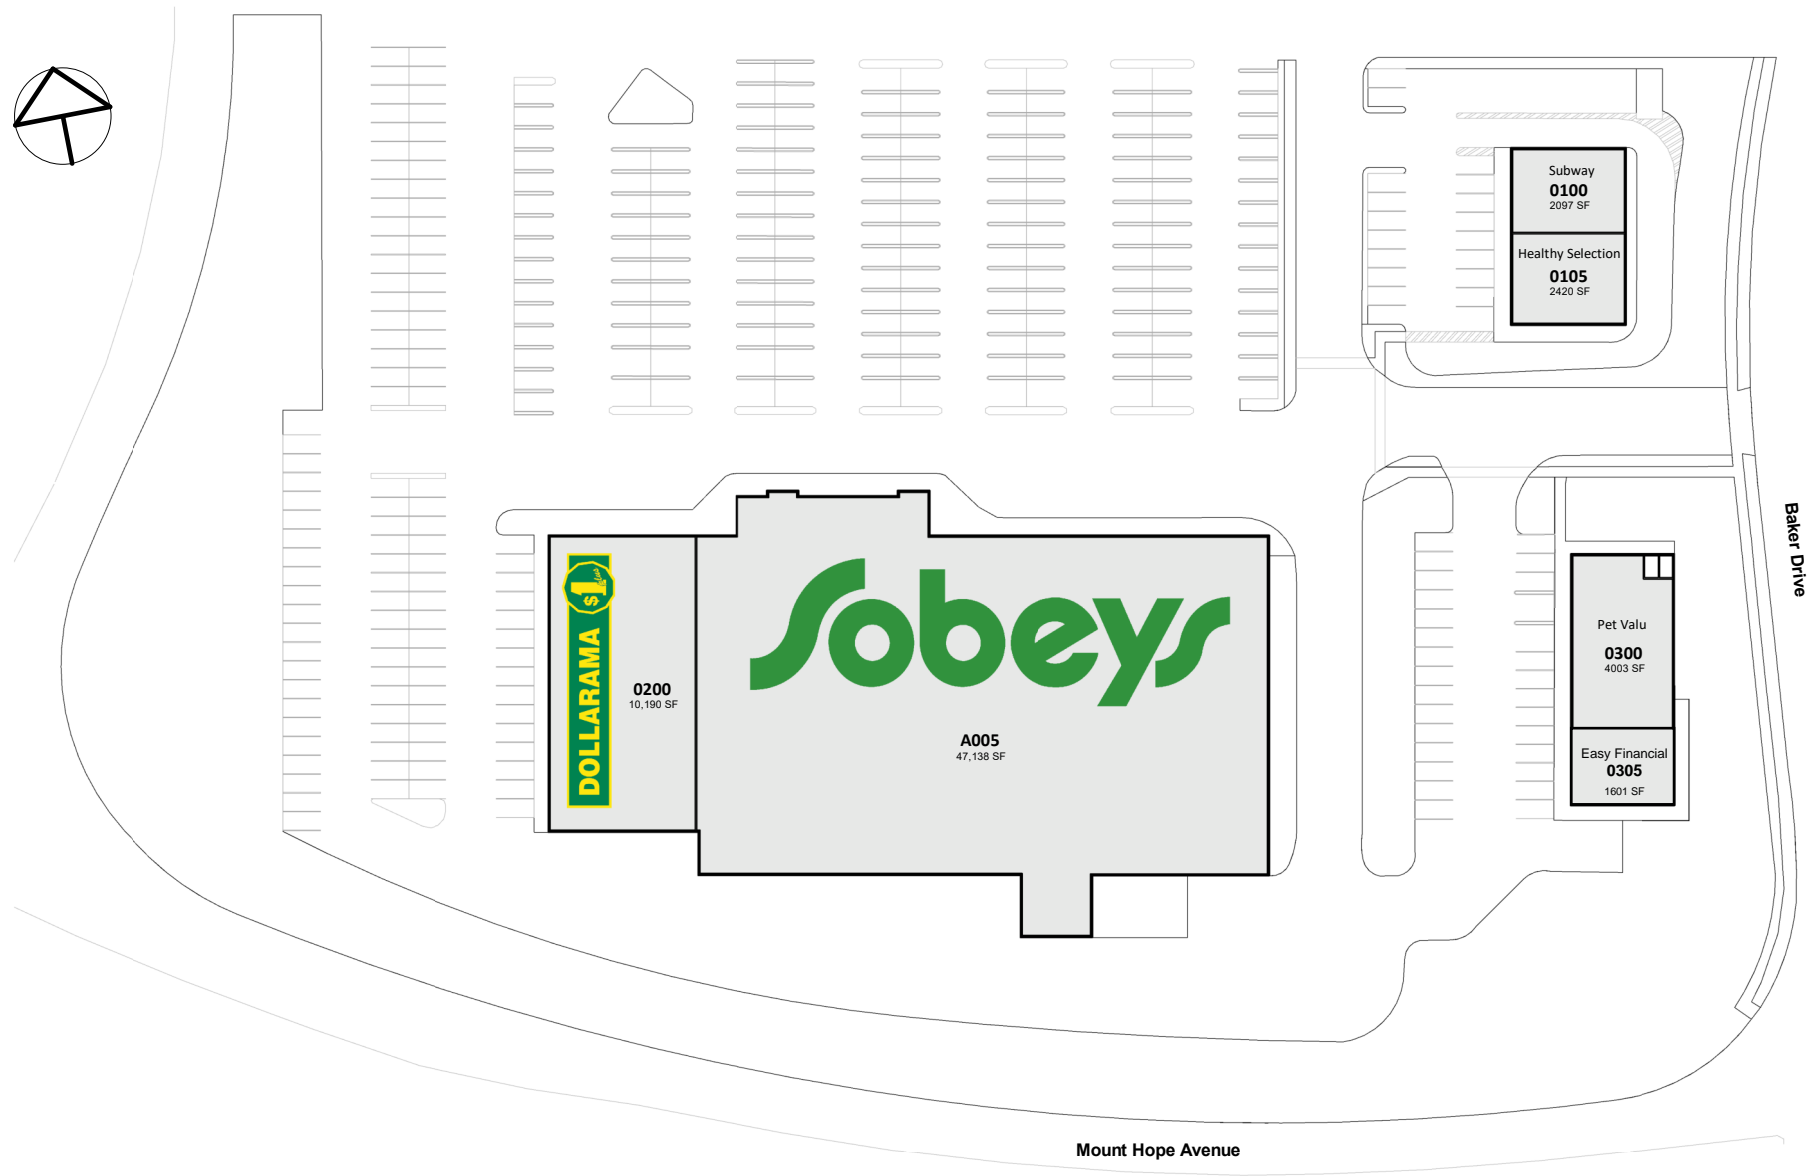 Subway
0100
2097 SF
Healthy Selection
0105
2420 SF
Baker Drive
DOLLARAMA $1 plus
0200
10,190 SF
Sobeys
A005
47,138 SF
Pet Valu
0300
4003 SF
Easy Financial
0305
1601 SF
Mount Hope Avenue